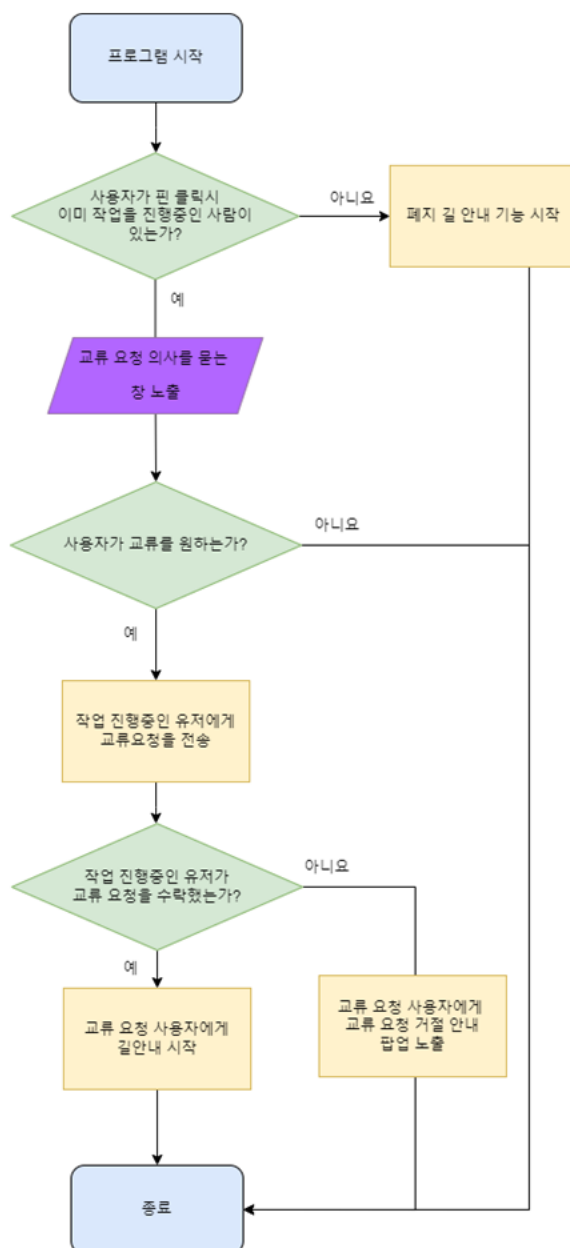 프로그램 시작
사용자가 핀 클릭시
이미 작업을 진행중인 사람이
있는가?
아니요
폐지 길 안내 기능 시작
예
교류 요청 의사를 묻는
창 노출
사용자가 교류를 원하는가?
아니요
예
작업 진행중인 유저에게
교류요청을 전송
작업 진행중인 유저가
교류 요청을 수락했는가?
아니요
예
교류 요청 사용자에게
길안내 시작
교류 요청 사용자에게
교류 요청 거절 안내
팝업 노출
종료